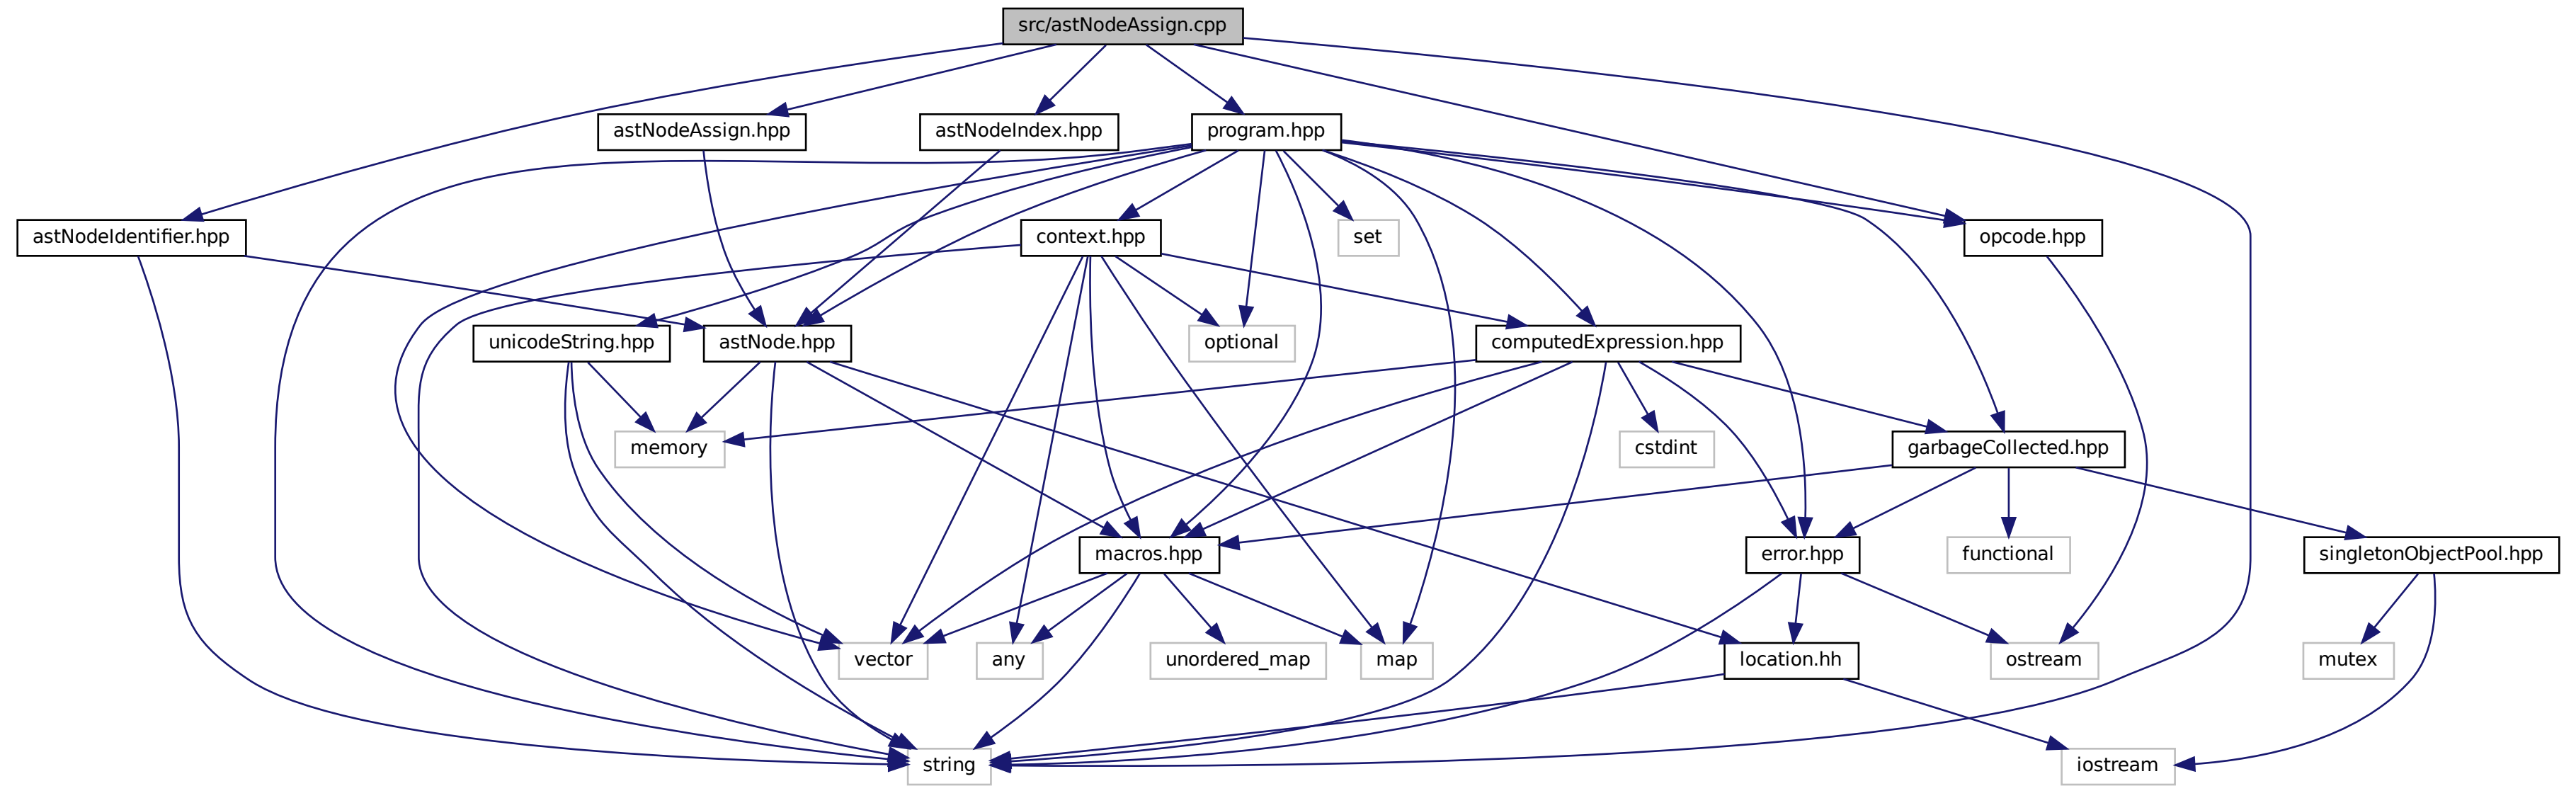 src/astNodeAssign.cpp
astNodeAssign.hpp
astNodeIndex.hpp
program.hpp
astNodeIdentifier.hpp
context.hpp
set
opcode.hpp
unicodeString.hpp
astNode.hpp
optional
computedExpression.hpp
memory
cstdint
garbageCollected.hpp
macros.hpp
error.hpp
functional
singletonObjectPool.hpp
vector
any
unordered_map
map
location.hh
ostream
mutex
string
iostream